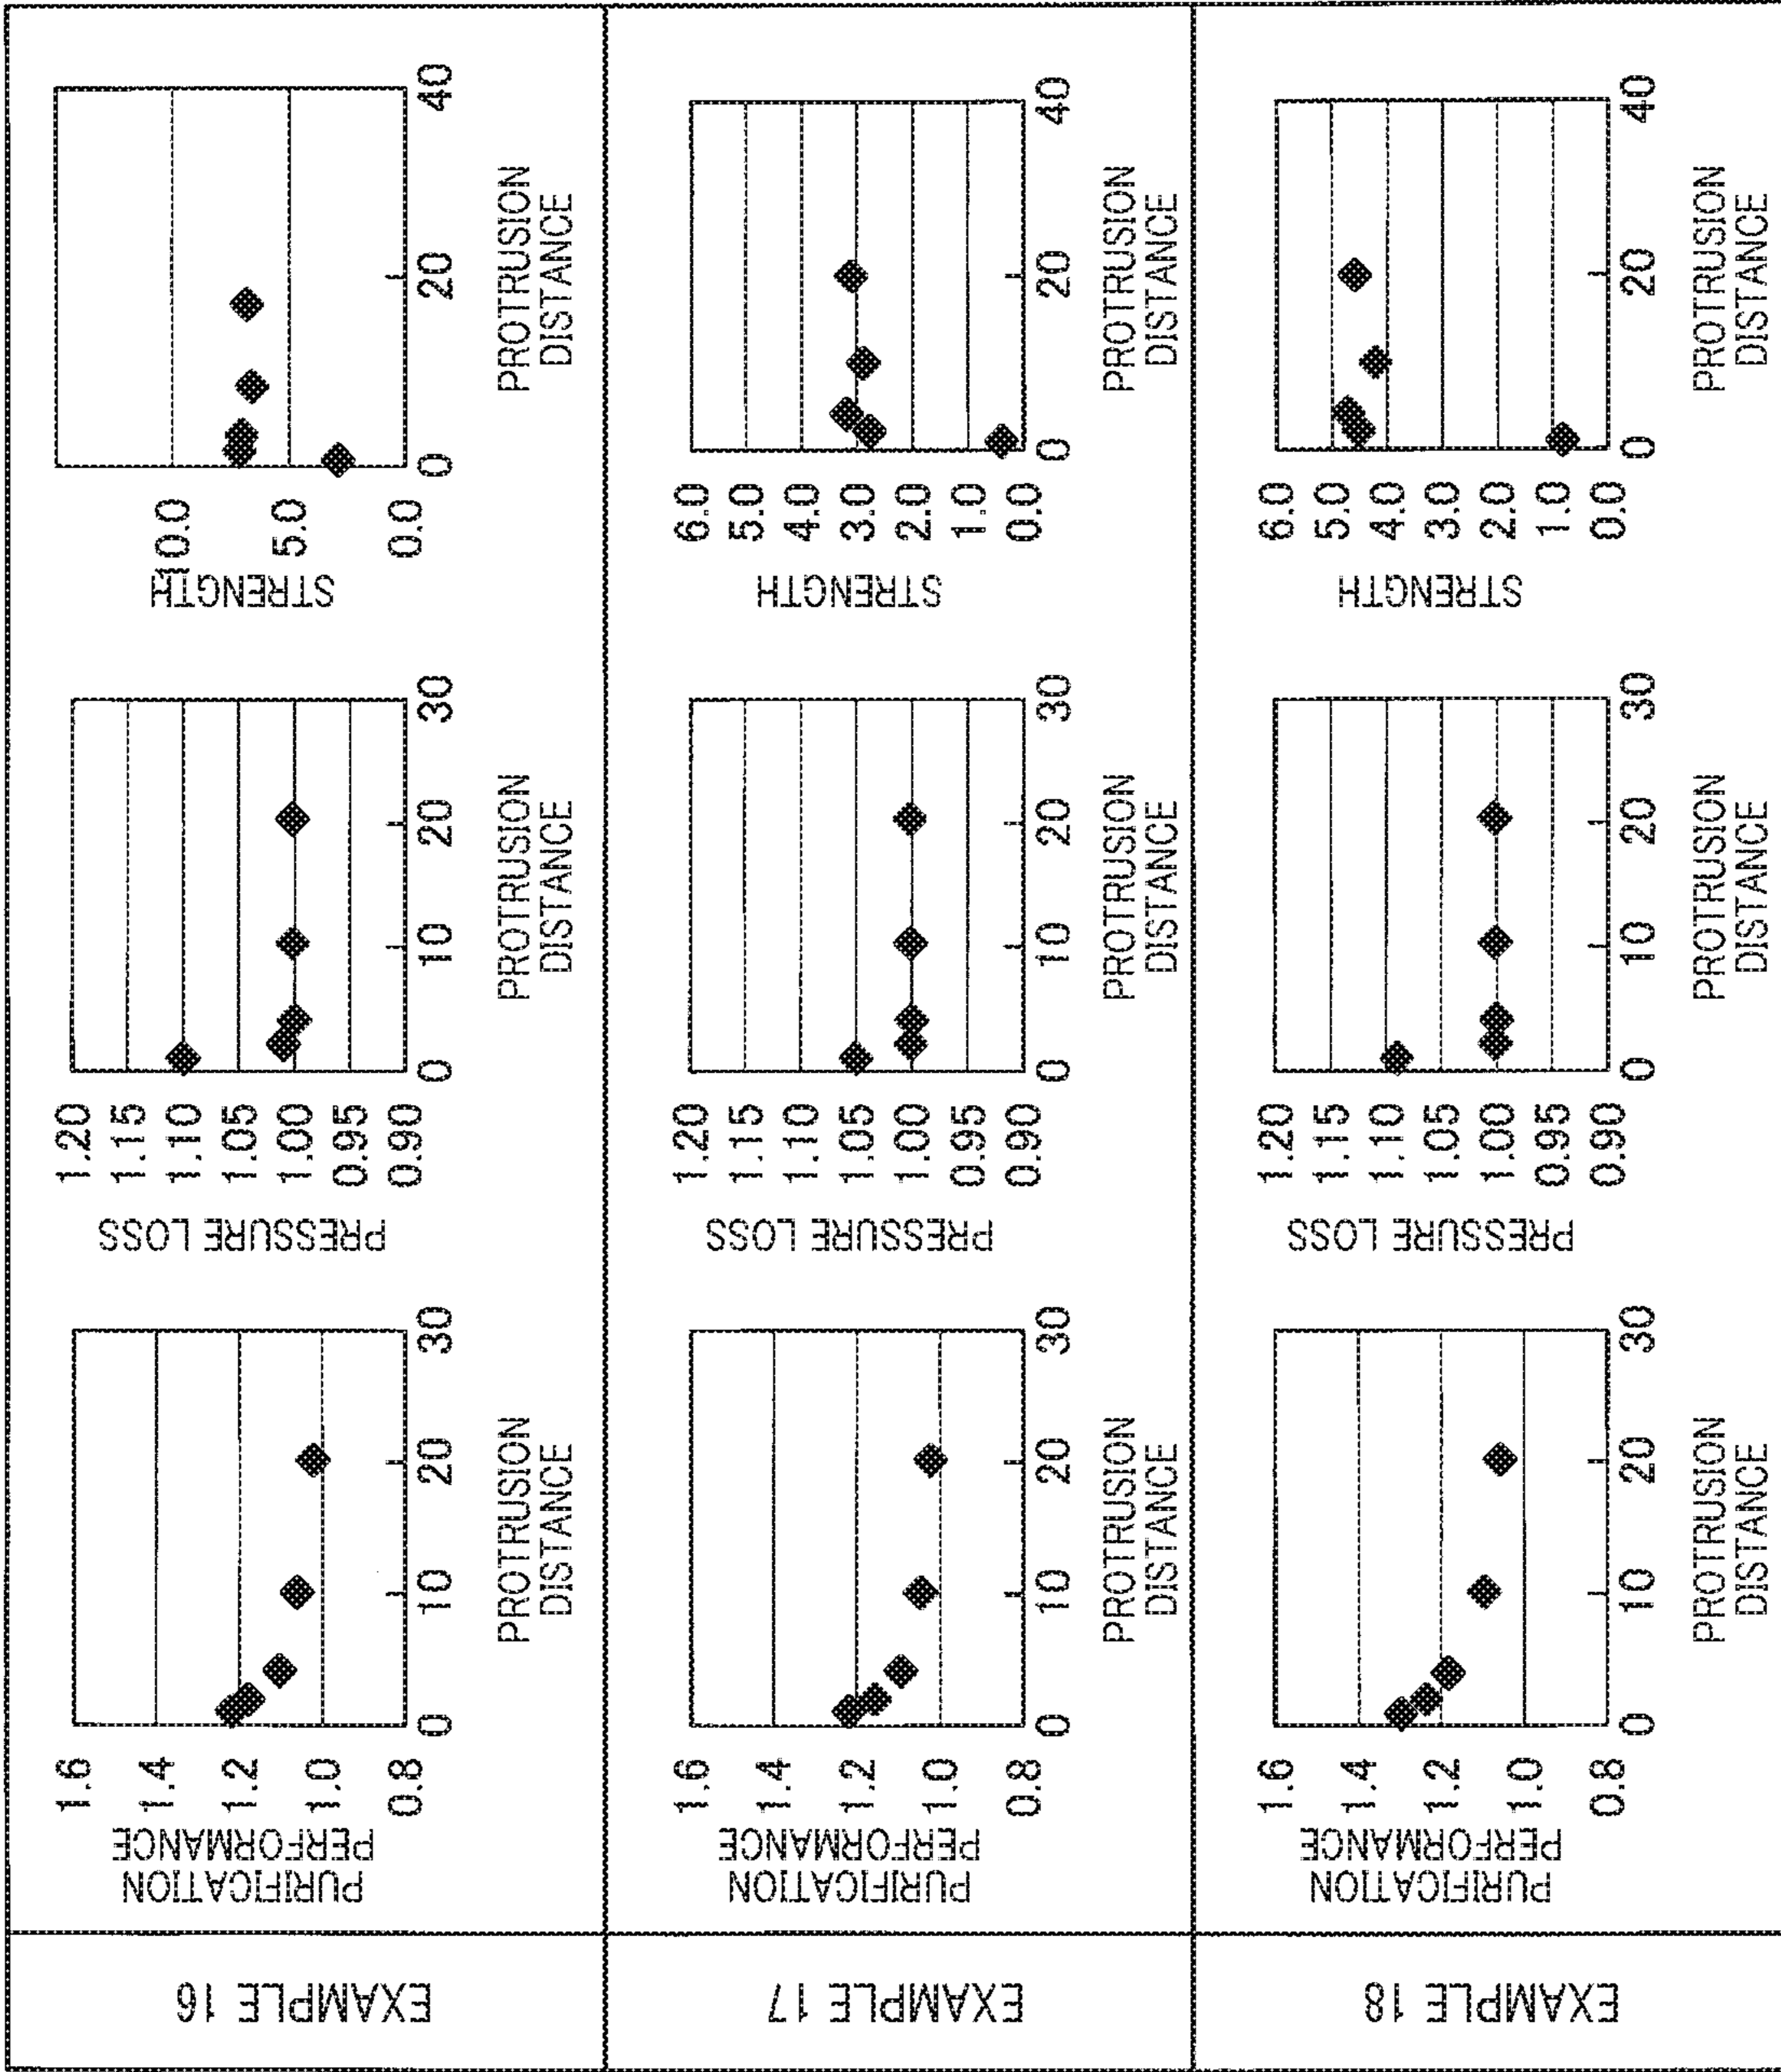 EXAMPLE 16
PURIFICATION
PERFORMANCE
1.6
1.4
1.2
1.0
0.8
0
10
20
30
PROTRUSION
DISTANCE
PRESSURE LOSS
1.20
1.15
1.10
1.05
1.00
0.95
0.90
0
10
20
30
PROTRUSION
DISTANCE
STRENGTH
10.0
5.0
0.0
0
20
40
PROTRUSION
DISTANCE
EXAMPLE 17
PURIFICATION
PERFORMANCE
1.6
1.4
1.2
1.0
0.8
0
10
20
30
PROTRUSION
DISTANCE
PRESSURE LOSS
1.20
1.15
1.10
1.05
1.00
0.95
0.90
0
10
20
30
PROTRUSION
DISTANCE
STRENGTH
6.0
5.0
4.0
3.0
2.0
1.0
0.0
0
20
40
PROTRUSION
DISTANCE
EXAMPLE 18
PURIFICATION
PERFORMANCE
1.6
1.4
1.2
1.0
0.8
0
10
20
30
PROTRUSION
DISTANCE
PRESSURE LOSS
1.20
1.15
1.10
1.05
1.00
0.95
0.90
0
10
20
30
PROTRUSION
DISTANCE
STRENGTH
6.0
5.0
4.0
3.0
2.0
1.0
0.0
0
20
40
PROTRUSION
DISTANCE